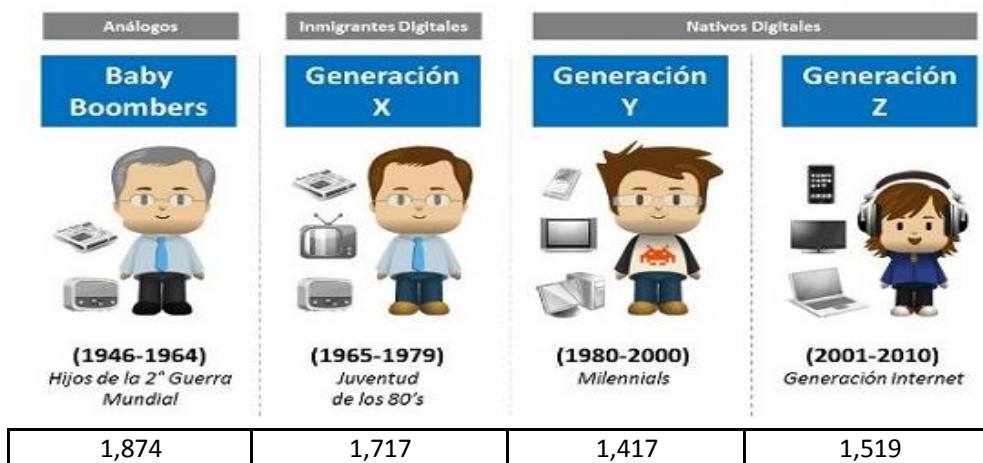 Análogos
Inmigrantes Digitales
Nativos Digitales
Baby
Boombers
Generación
X
Generación
Y
Generación
Z
(1946-1964)
Hijos de la 2° Guerra
Mundial
(1965-1979)
Juventud
de los 80's
(1980-2000)
Milennials
(2001-2010)
Generación Internet
1,874
1,717
1,417
1,519